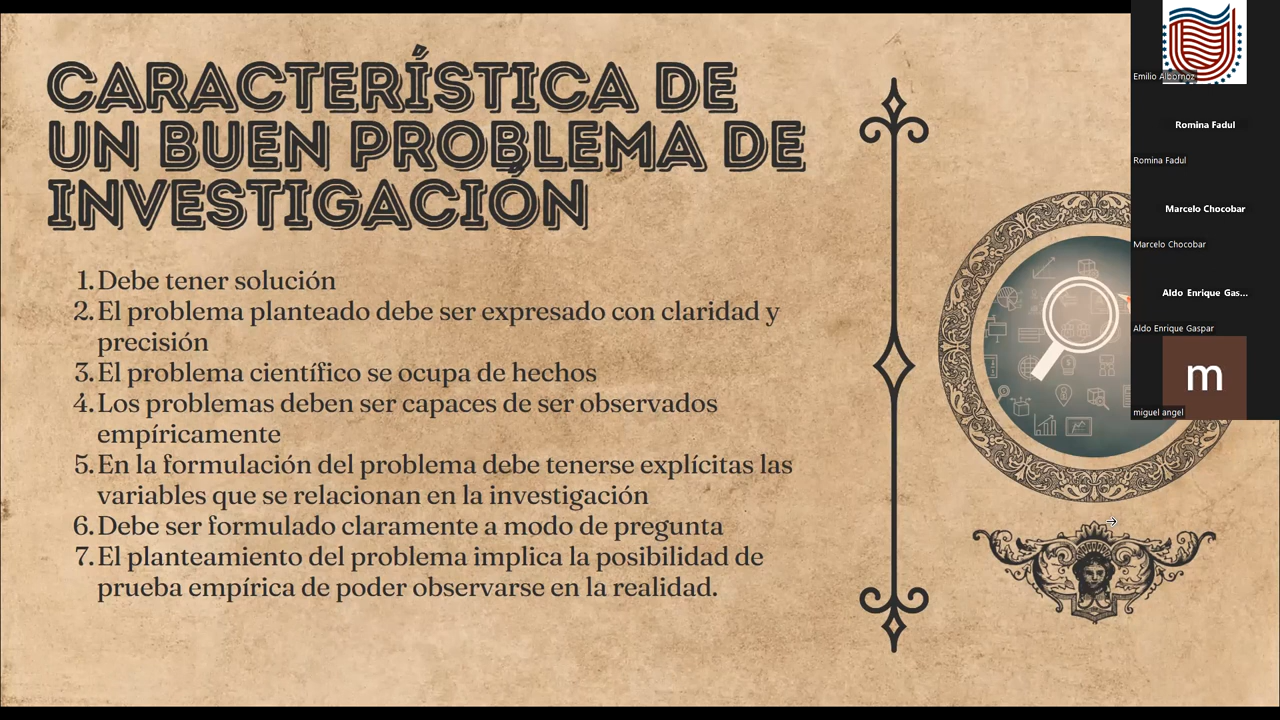 CARACTERÍSTICA DE
UN BUEN PROBLEMA DE
INVESTIGACIÓN
1. Debe tener solución
2. El problema planteado debe ser expresado con claridad y
precisión
3. El problema científico se ocupa de hechos
4. Los problemas deben ser capaces de ser observados
empíricamente
5. En la formulación del problema debe tenerse explícitas las
variables que se relacionan en la investigación
6. Debe ser formulado claramente a modo de pregunta
7. El planteamiento del problema implica la posibilidad de
prueba empírica de poder observarse en la realidad.
Emilio Albornoz
Romina Fadul
Romina Fadul
Marcelo Chocobar
Marcelo Chocobar
Aldo Enrique Gas...
Aldo Enrique Gaspar
m
miguel angel